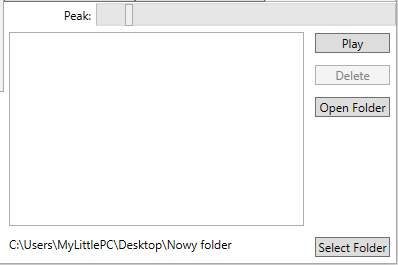 Peak:
Play
Delete
Open Folder
C:\Users\MyLittlePC\Desktop\Nowy folder
Select Folder